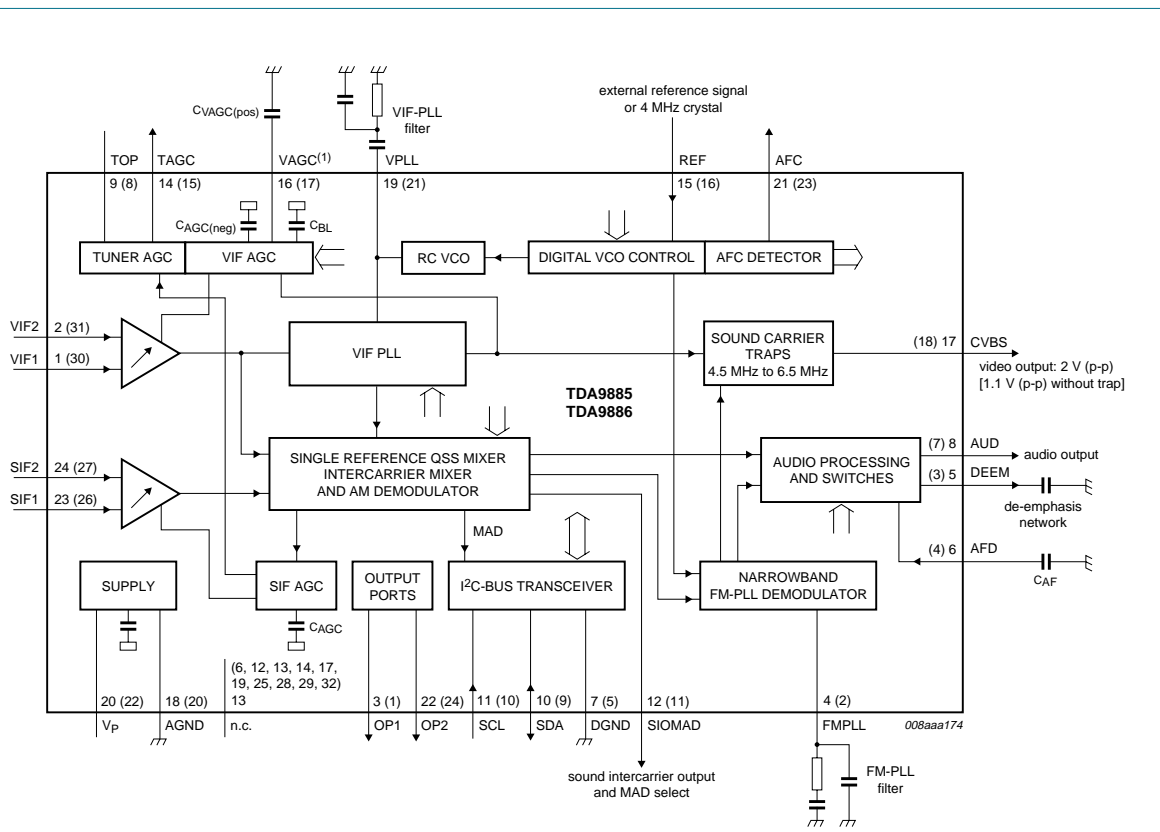 external reference signal
or 4 MHz crystal
CVAGC(pos)
VIF-PLL
filter
TOP
TAGC
VAGC(1)
VPLL
REF
AFC
9 (8)
14 (15)
16 (17)
19 (21)
15 (16)
21 (23)
CAGC(neg)
CBL
TUNER AGC
VIF AGC
RC VCO
DIGITAL VCO CONTROL
AFC DETECTOR
VIF2
2 (31)
VIF1
1 (30)
VIF PLL
SOUND CARRIER
TRAPS
4.5 MHz to 6.5 MHz
(18) 17
CVBS
video output: 2 V (p-p)
[1.1 V (p-p) without trap]
TDA9885
TDA9886
SIF2
24 (27)
SIF1
23 (26)
SINGLE REFERENCE QSS MIXER
INTERCARRIER MIXER
AND AM DEMODULATOR
AUDIO PROCESSING
AND SWITCHES
(7) 8
AUD
audio output
(3) 5
DEEM
de-emphasis
network
(4) 6
AFD
CAF
MAD
SUPPLY
SIF AGC
OUTPUT
PORTS
I2C-BUS TRANSCEIVER
NARROWBAND
FM-PLL DEMODULATOR
CAGC
(6, 12, 13, 14, 17,
19, 25, 28, 29, 32)
20 (22)
18 (20)
13
3 (1)
22 (24)
11 (10)
10 (9)
7 (5)
12 (11)
4 (2)
VP
AGND
n.c.
OP1
OP2
SCL
SDA
DGND
SIOMAD
FMPLL
008aaa174
sound intercarrier output
and MAD select
FM-PLL
filter